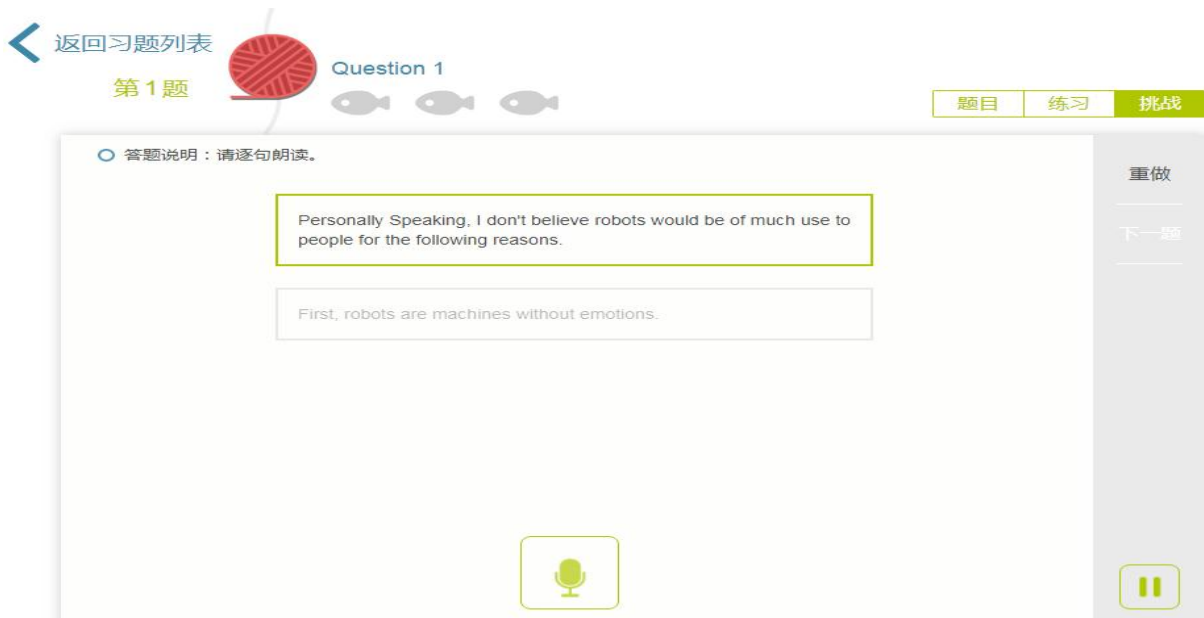 返回习题列表
第1题
Question 1
题目 练习 挑战
答题说明：请逐句朗读。
重做
Personally Speaking, I don't believe robots would be of much use to
people for the following reasons.
下一题
First, robots are machines without emotions.